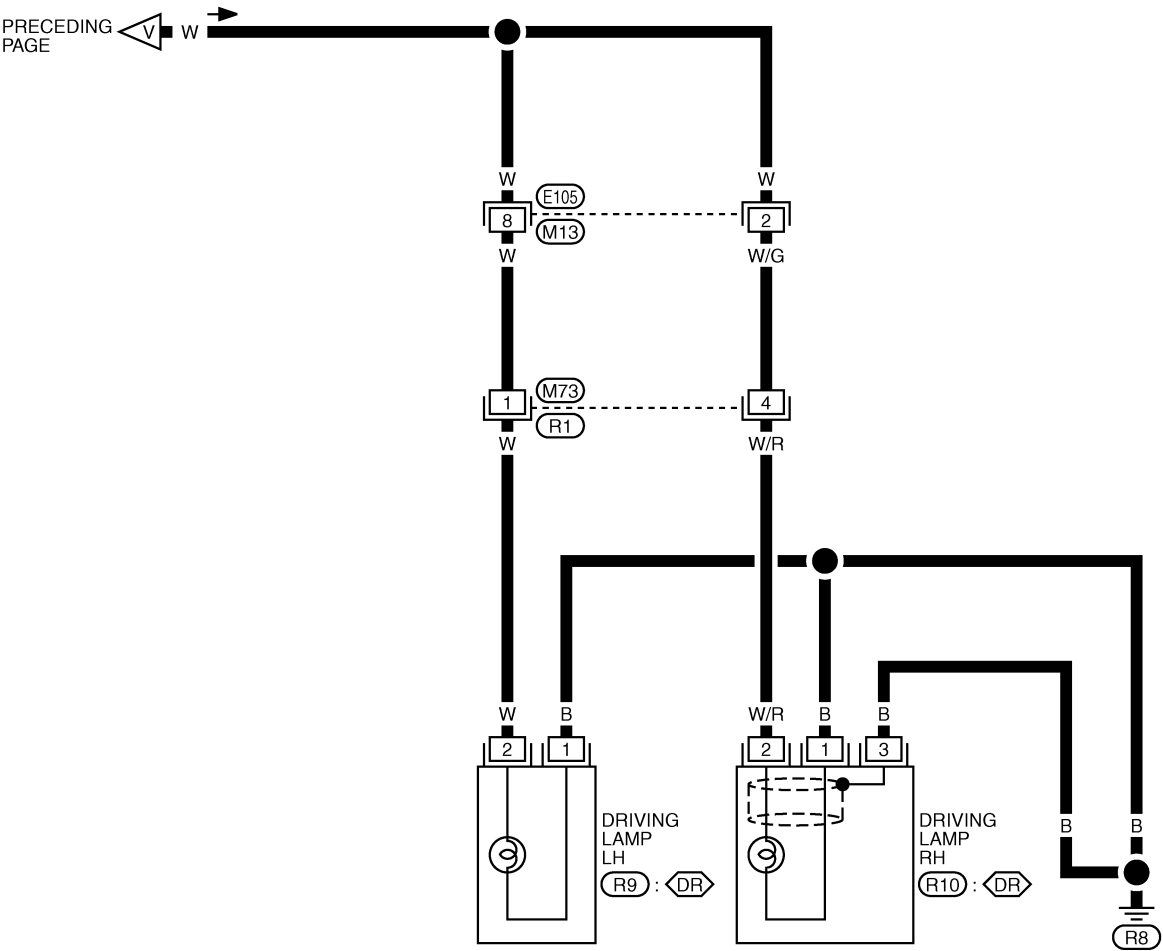 PRECEDING
PAGE
V
W
W
W
E105
8
2
M13
W
W/G
M73
1
4
R1
W
W/R
W
B
W/R
B
B
2
1
2
1
3
DRIVING
LAMP
LH
R9 : DR
DRIVING
LAMP
RH
R10 : DR
B
B
R8